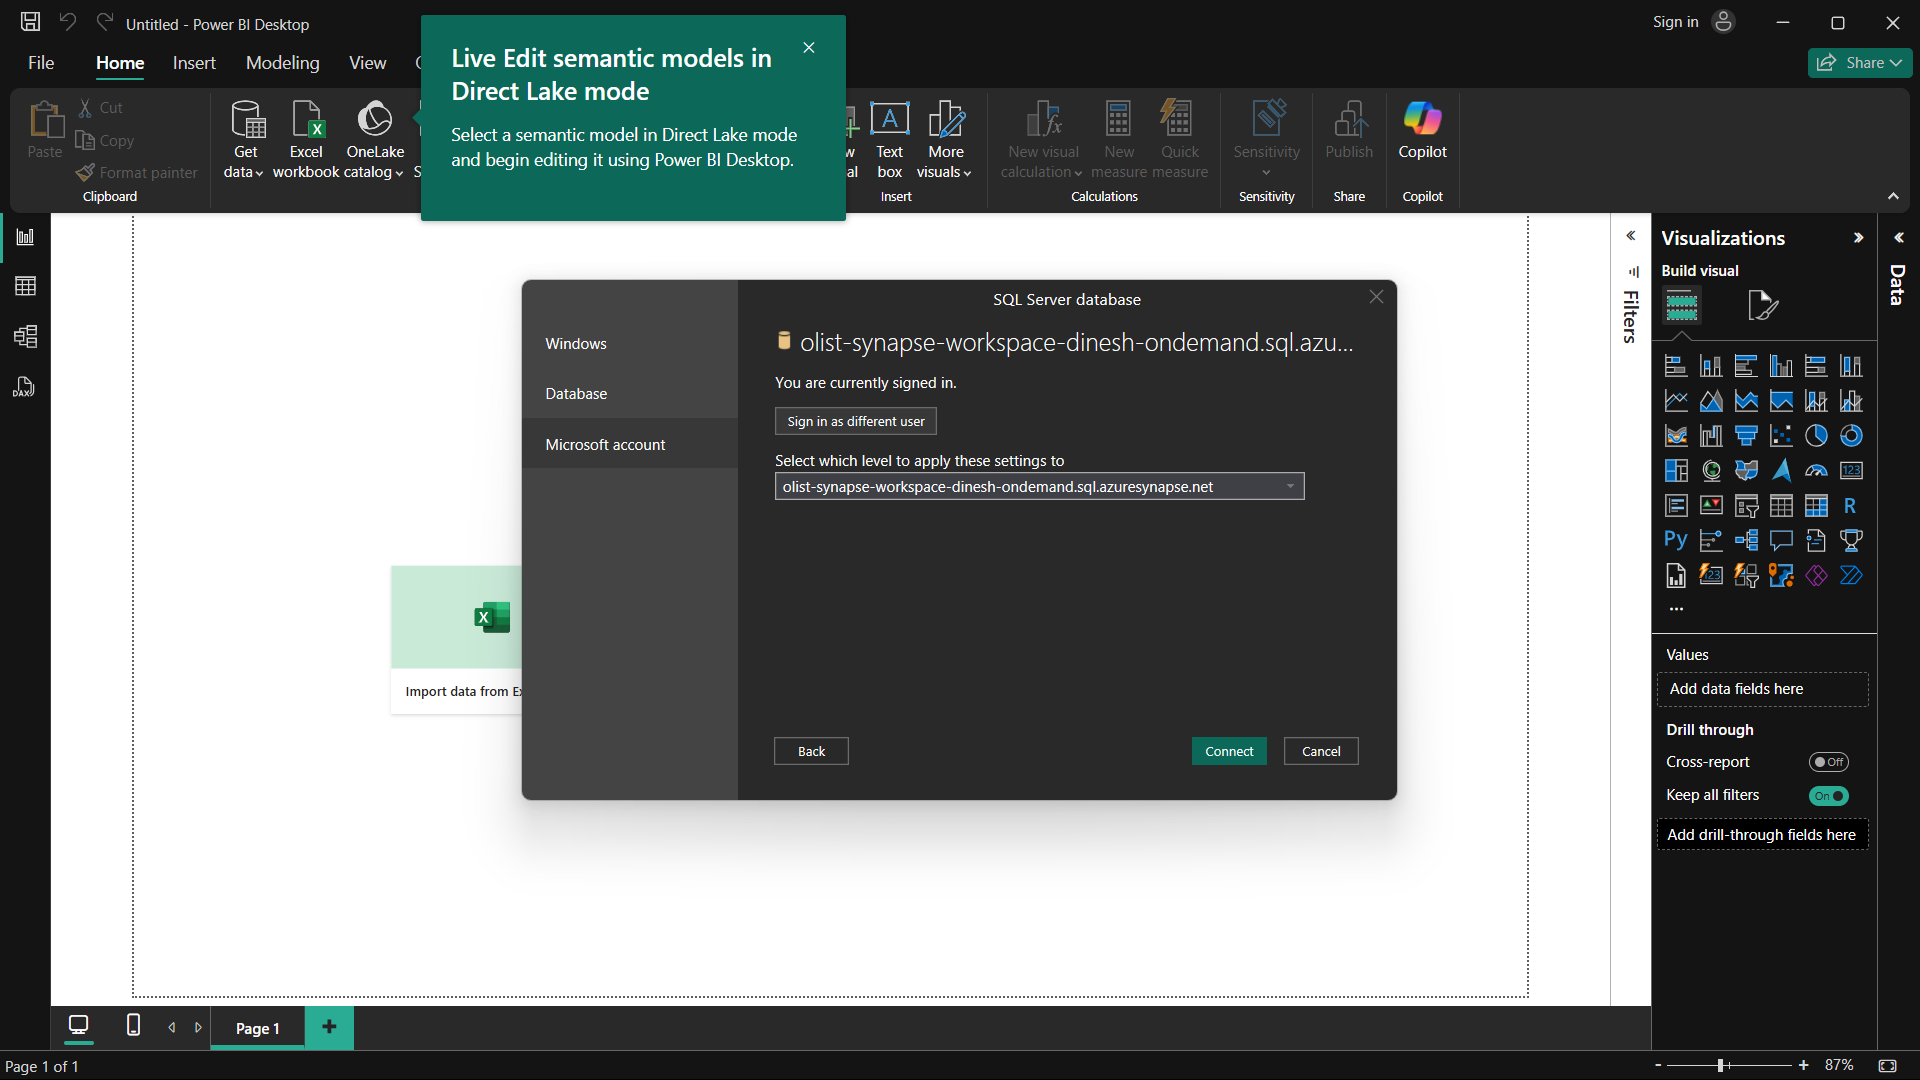 Untitled - Power BI Desktop
Sign in
File
Home
Insert
Modeling
View
Share
Live Edit semantic models in
Direct Lake mode
Select a semantic model in Direct Lake mode
and begin editing it using Power BI Desktop.
Paste
Cut
Copy
Format painter
Clipboard
Get
data
Excel
workbook
OneLake
catalog
Text
box
More
visuals
Insert
New visual
calculation
New
measure
Quick
measure
Calculations
Sensitivity
Sensitivity
Publish
Share
Copilot
Copilot
SQL Server database
Windows
Database
Microsoft account
olist-synapse-workspace-dinesh-ondemand.sql.azu...
You are currently signed in.
Sign in as different user
Select which level to apply these settings to
olist-synapse-workspace-dinesh-ondemand.sql.azuresynapse.net
Back
Connect
Cancel
Import data from Ex
Filters
Visualizations
Build visual
Data
123
R
Py
123
...
Values
Add data fields here
Drill through
Cross-report
Off
Keep all filters
On
Add drill-through fields here
DAX
Page 1
Page 1 of 1
- + 87%